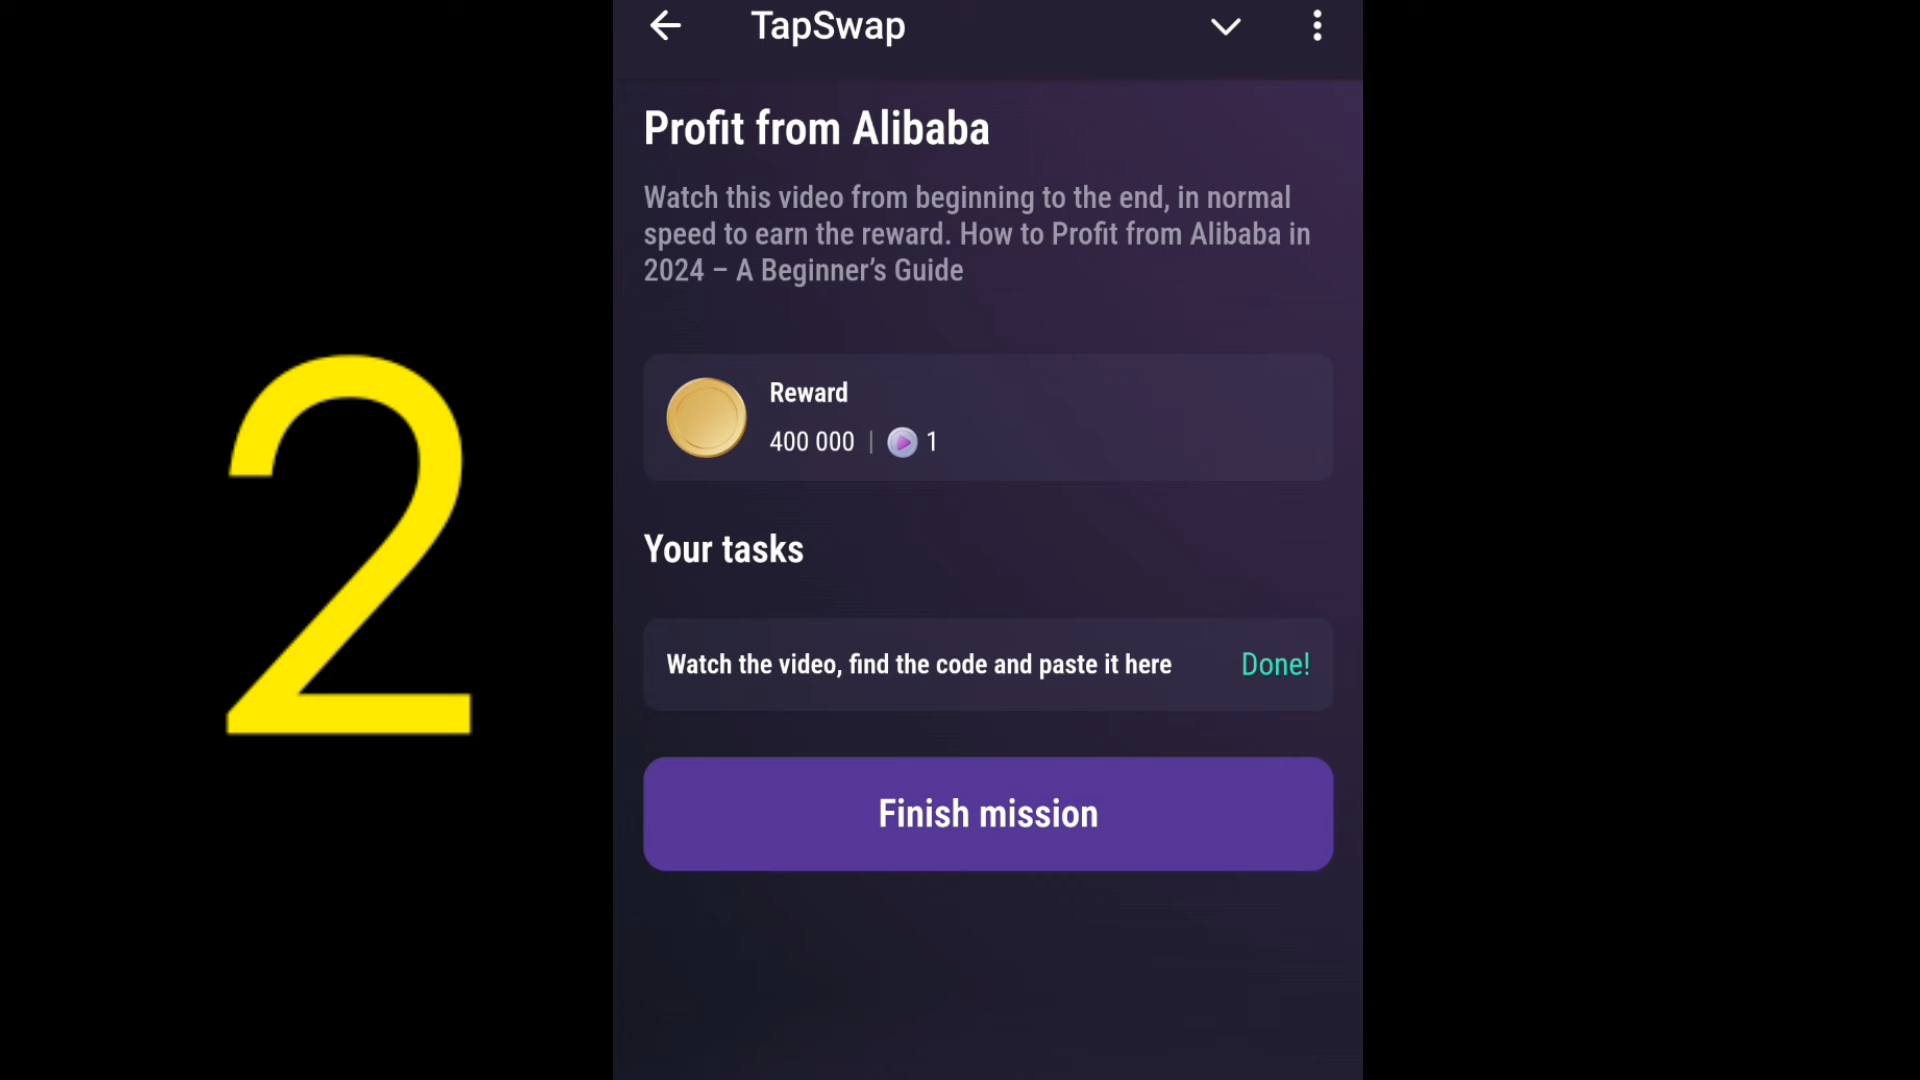 TapSwap
Profit from Alibaba
Watch this video from beginning to the end, in normal
speed to earn the reward. How to Profit from Alibaba in
2024 – A Beginner’s Guide
2
Reward
400 000 | 1
Your tasks
Watch the video, find the code and paste it here Done!
Finish mission